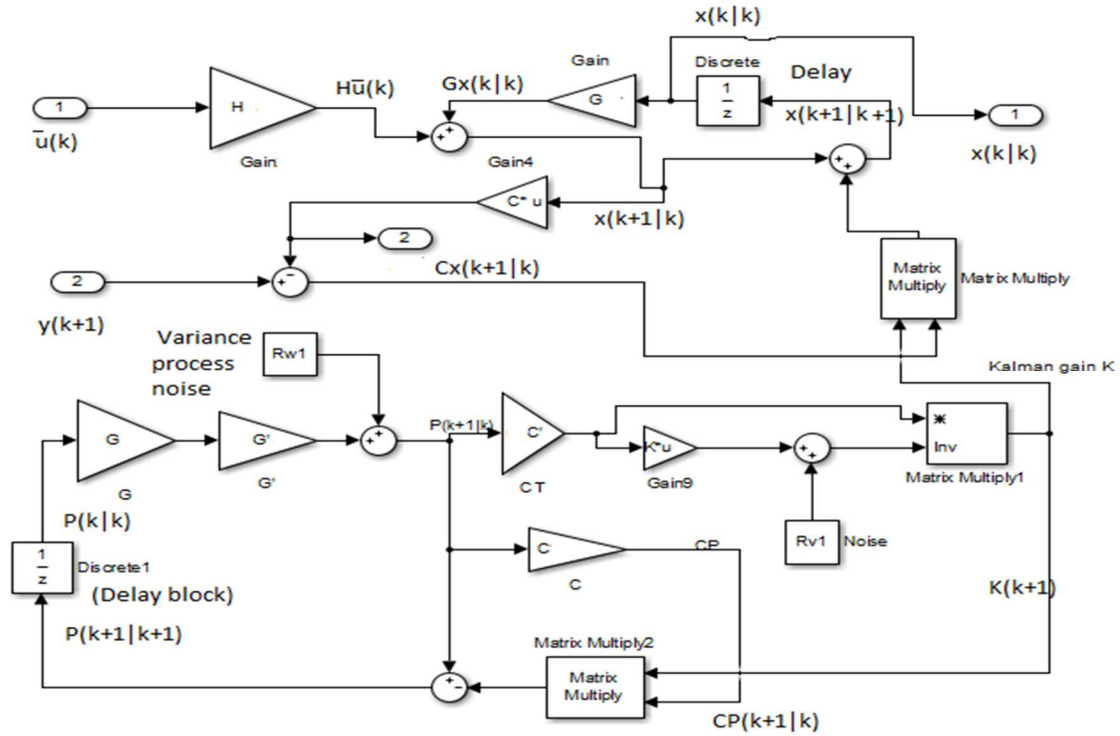 x(k|k)
Gain
Discrete
Delay
Gx(k|k)
Hū(k)
G
1
z
x(k+1|k+1)
1
H
1
ū(k)
x(k|k)
Gain
Gain4
C* u
x(k+1|k)
2
Cx(k+1|k)
Matrix
Multiply
Matrix Multiply
2
y(k+1)
Variance
process
noise
Rw1
Kalman gain K
P(k+1|k)
C'
G
G'
K*u
Inv
Matrix Multiply1
CT
Gain9
G
G'
P(k|k)
Rv1
Noise
C
CP
C
1
z
Discrete1
(Delay block)
K(k+1)
P(k+1|k+1)
Matrix Multiply2
Matrix
Multiply
CP(k+1|k)